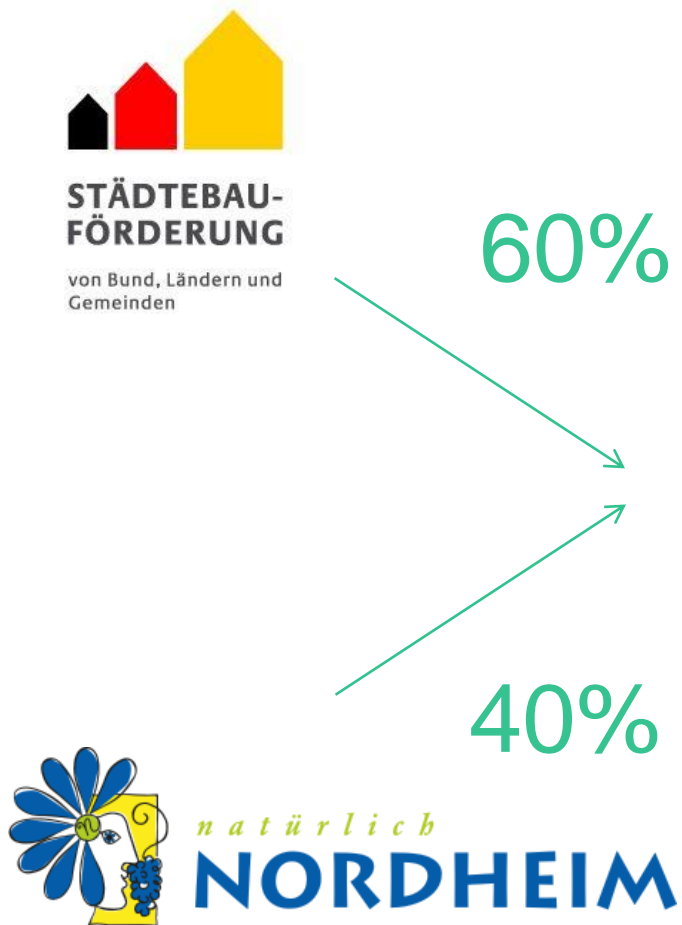 STÄDTEBAU-
FÖRDERUNG
von Bund, Ländern und
Gemeinden
60%
40%
n
natürlich
NORDHEIM